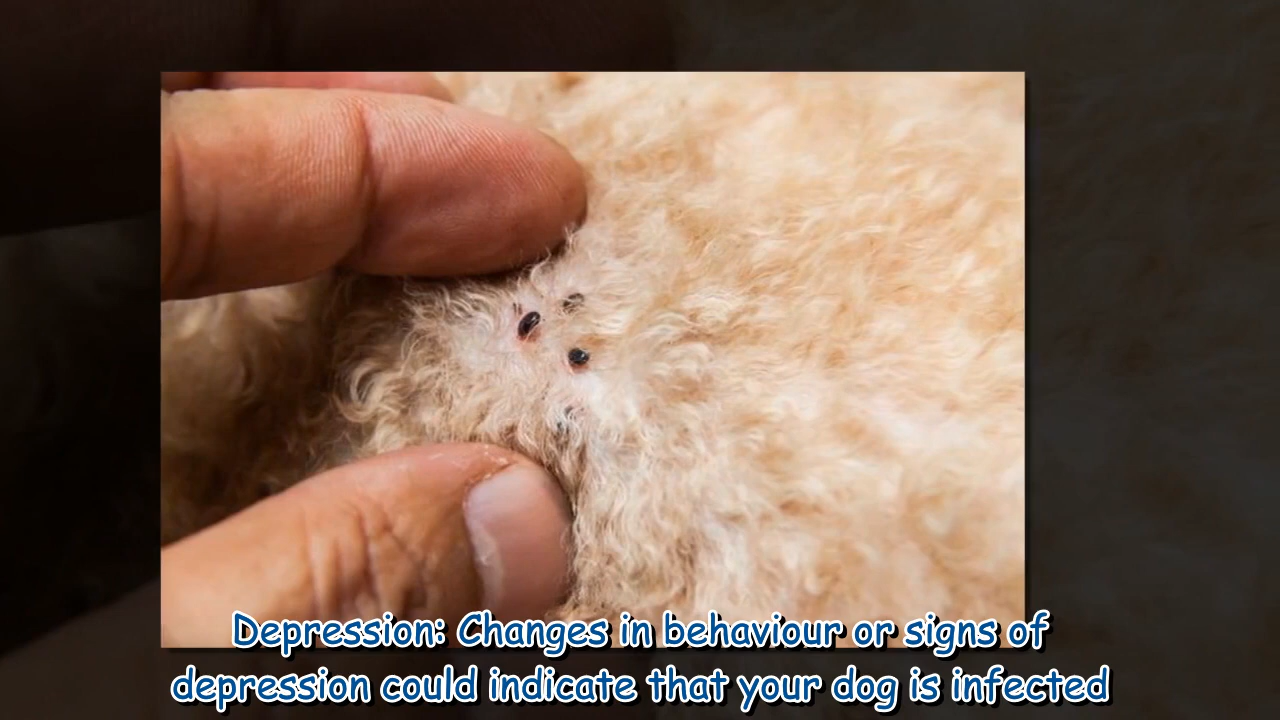 Depression: Changes in behaviour or signs of
depression could indicate that your dog is infected